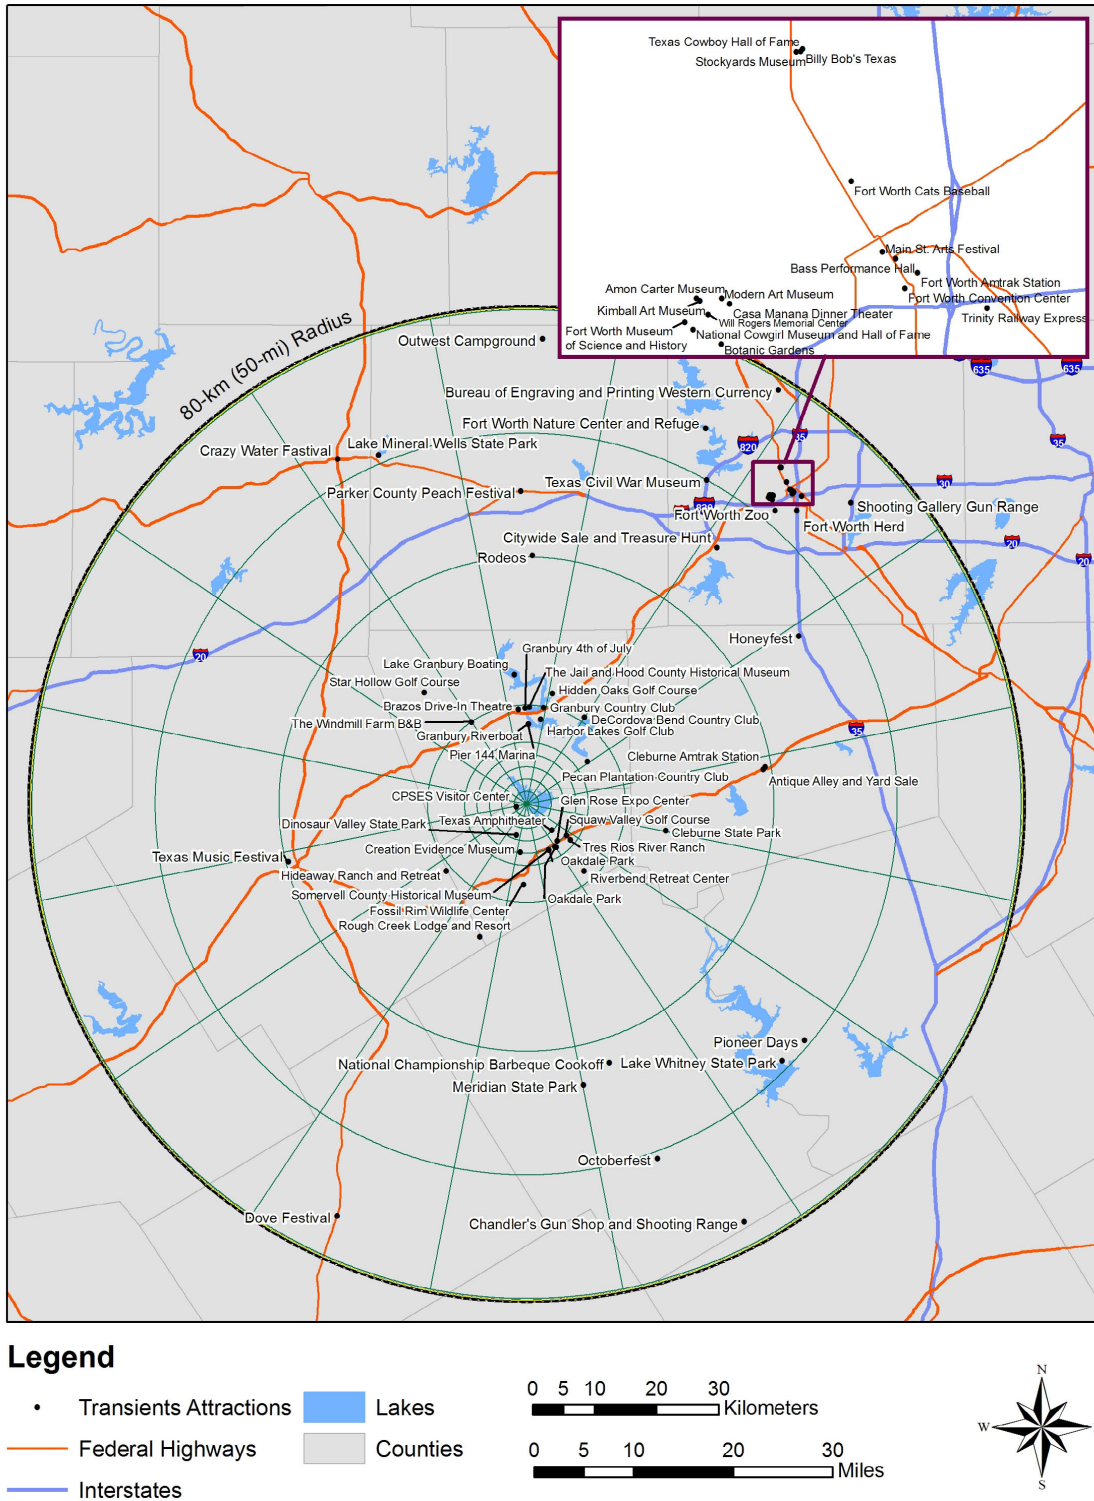 Texas Cowboy Hall of Fame
Stockyards Museum
Billy Bob's Texas
Fort Worth Cats Baseball
Main St. Arts Festival
Bass Performance Hall
Fort Worth Amtrak Station
Fort Worth Convention Center
Trinity Railway Express
Amon Carter Museum
Modern Art Museum
Kimball Art Museum
Casa Manana Dinner Theater
Will Rogers Memorial Center
Fort Worth Museum
of Science and History
National Cowgirl Museum and Hall of Fame
Botanic Gardens
80-km (50-mi) Radius
Outwest Campground
635
635
Bureau of Engraving and Printing Western Currency
Fort Worth Nature Center and Refuge
820
35
35
Crazy Water Fastival
Lake Mineral Wells State Park
Texas Civil War Museum
30
Parker County Peach Festival
820
Shooting Gallery Gun Range
Fort Worth Zoo
Fort Worth Herd
Citywide Sale and Treasure Hunt
20
20
Rodeos
Honeyfest
20
Granbury 4th of July
Lake Granbury Boating
The Jail and Hood County Historical Museum
Star Hollow Golf Course
Hidden Oaks Golf Course
Brazos Drive-In Theatre
Granbury Country Club
The Windmill Farm B&B
DeCordova Bend Country Club
Granbury Riverboat
Harbor Lakes Golf Club
35
Pier 144 Marina
Cleburne Amtrak Station
Pecan Plantation Country Club
Antique Alley and Yard Sale
CPSES Visitor Center
Glen Rose Expo Center
Texas Amphitheater
Squaw Valley Golf Course
Dinosaur Valley State Park
Cleburne State Park
Creation Evidence Museum
Tres Rios River Ranch
Texas Music Festival
Oakdale Park
Hideaway Ranch and Retreat
Riverbend Retreat Center
Somervell County Historical Museum
Oakdale Park
Fossil Rim Wildlife Center
Rough Creek Lodge and Resort
Pioneer Days
National Championship Barbeque Cookoff
Lake Whitney State Park
Meridian State Park
Octoberfest
Dove Festival
Chandler's Gun Shop and Shooting Range
Legend
Transients Attractions
Lakes
Federal Highways
Counties
Interstates
0 5 10 20 30
Kilometers
0 5 10 20 30
Miles
N
W
E
S